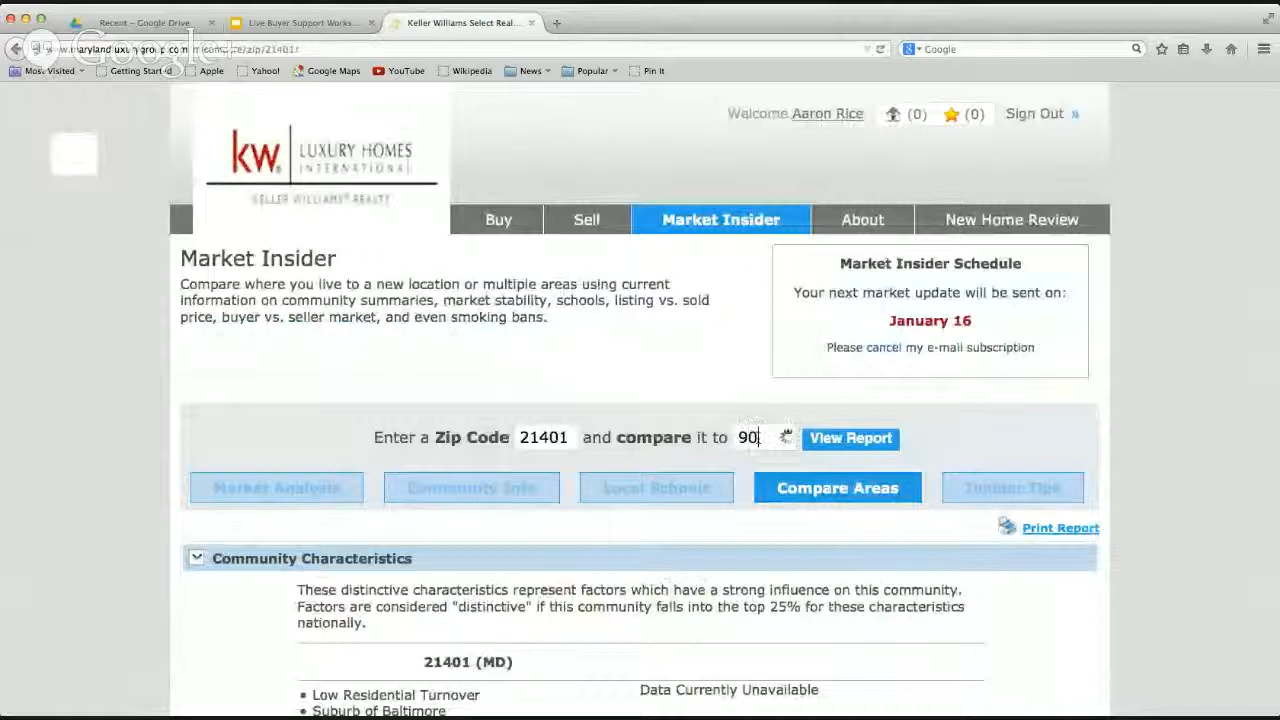 Recent – Google Drive
Live Buyer Support Works...
Keller Williams Select Real...
Google+
Google
Most Visited
Getting Started
Apple
Yahoo!
Google Maps
YouTube
Wikipedia
News
Popular
Pin It
Welcome Aaron Rice
(0)
(0)
Sign Out »
kw
LUXURY HOMES
INTERNATIONAL
KELLER WILLIAMS® REALTY
Buy
Sell
Market Insider
About
New Home Review
Market Insider
Compare where you live to a new location or multiple areas using current
information on community summaries, market stability, schools, listing vs. sold
price, buyer vs. seller market, and even smoking bans.
Market Insider Schedule
Your next market update will be sent on:
January 16
Please cancel my e-mail subscription
Enter a Zip Code 21401 and compare it to 90
View Report
Market Analysis
Community Info
Local Schools
Compare Areas
Insider Tips
Print Report
Community Characteristics
These distinctive characteristics represent factors which have a strong influence on this community.
Factors are considered "distinctive" if this community falls into the top 25% for these characteristics
nationally.
21401 (MD)
▪ Low Residential Turnover
Data Currently Unavailable
▪ Suburb of Baltimore